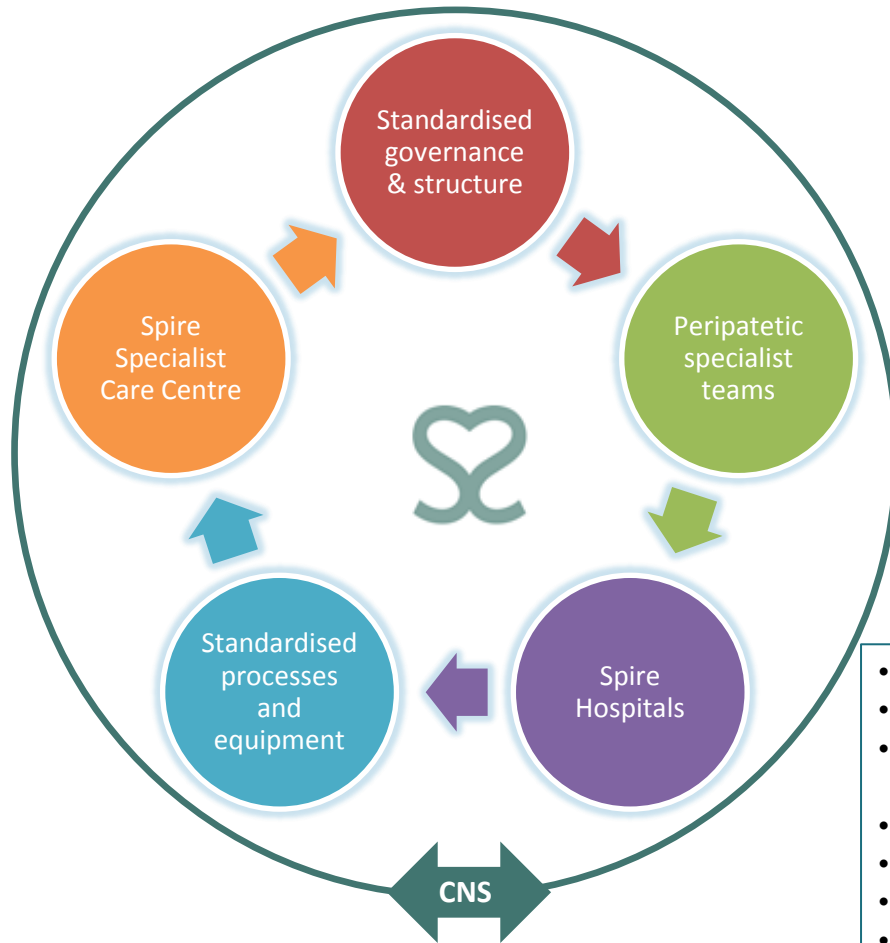 Standardised
governance
& structure
Peripatetic
specialist
teams
Spire
Hospitals
Standardised
processes
and
equipment
Spire
Specialist
Care Centre
CNS